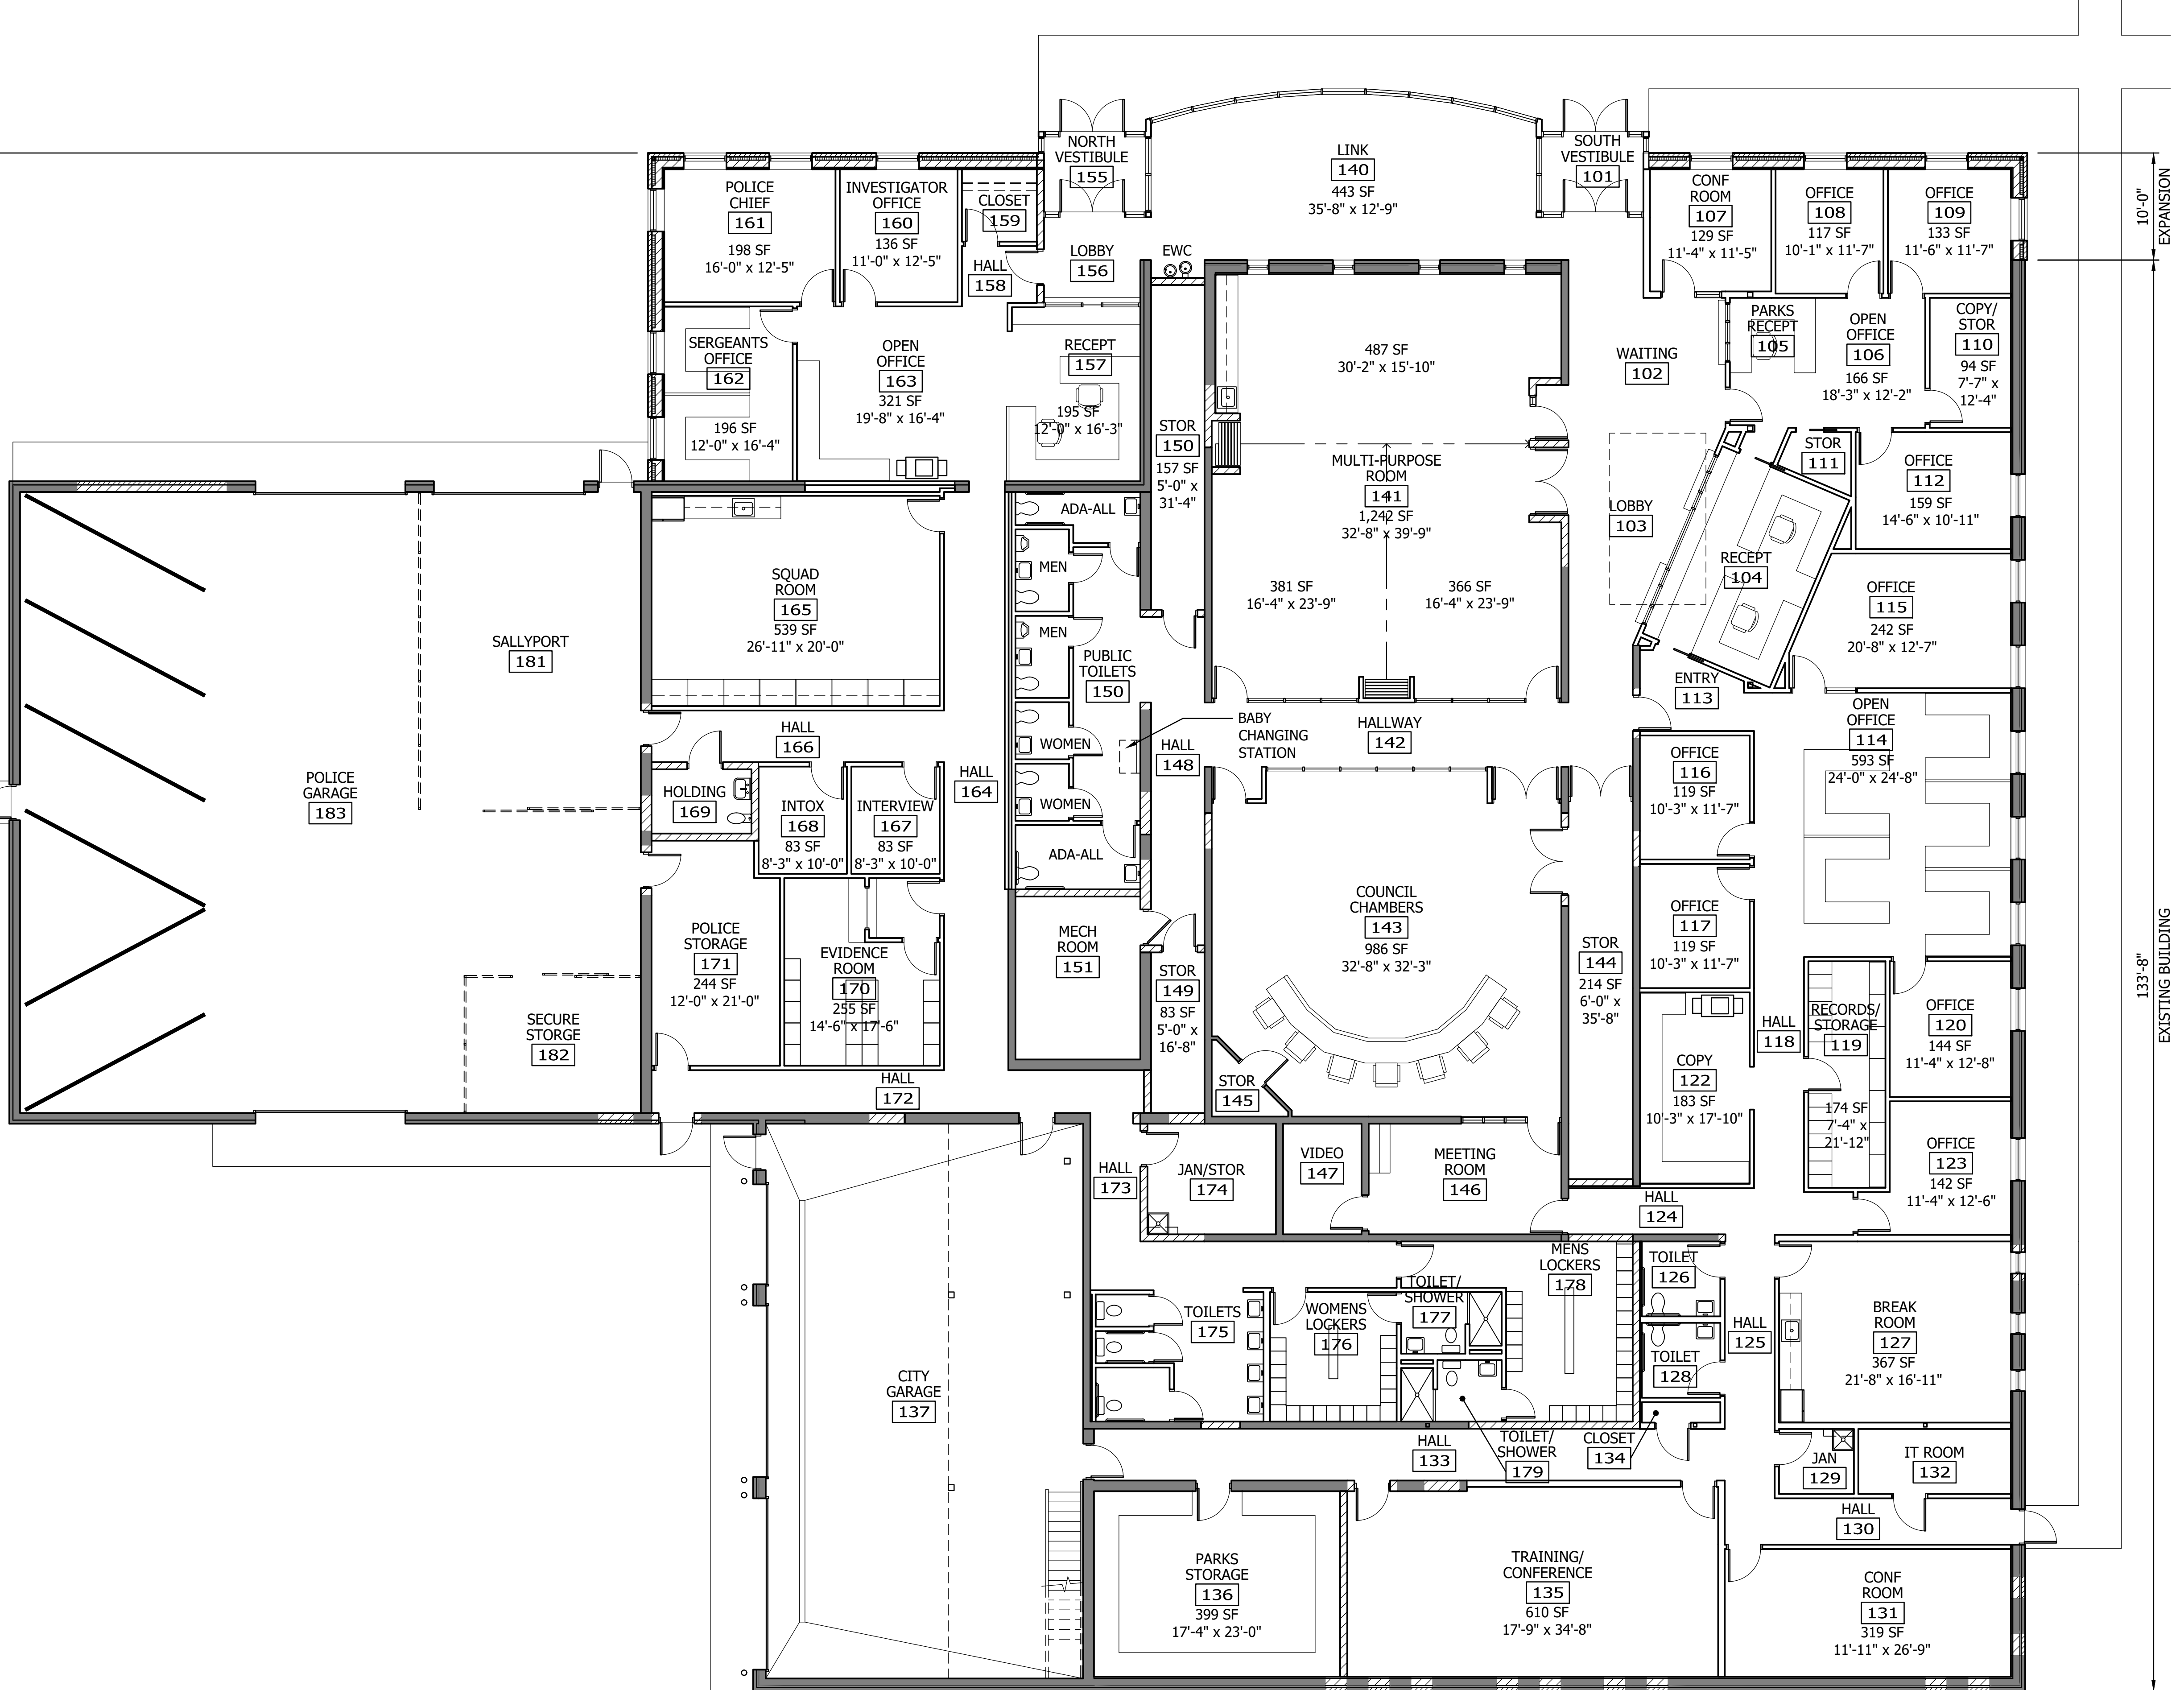 NORTH
VESTIBULE
155
LINK
140
443 SF
35'-8" x 12'-9"
SOUTH
VESTIBULE
101
POLICE
CHIEF
161
198 SF
16'-0" x 12'-5"
INVESTIGATOR
OFFICE
160
136 SF
11'-0" x 12'-5"
CLOSET
159
HALL
158
LOBBY
156
EWC
CONF
ROOM
107
129 SF
11'-4" x 11'-5"
OFFICE
108
117 SF
10'-1" x 11'-7"
OFFICE
109
133 SF
11'-6" x 11'-7"
10'-0"
EXPANSION
SERGEANTS
OFFICE
162
196 SF
12'-0" x 16'-4"
OPEN
OFFICE
163
321 SF
19'-8" x 16'-4"
RECEPT
157
195 SF
12'-0" x 16'-3"
STOR
150
157 SF
5'-0" x
31'-4"
487 SF
30'-2" x 15'-10"
MULTI-PURPOSE
ROOM
141
1,242 SF
32'-8" x 39'-9"
381 SF
16'-4" x 23'-9"
366 SF
16'-4" x 23'-9"
WAITING
102
PARKS
RECEPT
105
OPEN
OFFICE
106
166 SF
18'-3" x 12'-2"
COPY/
STOR
110
94 SF
7'-7" x
12'-4"
STOR
111
OFFICE
112
159 SF
14'-6" x 10'-11"
LOBBY
103
RECEPT
104
OFFICE
115
242 SF
20'-8" x 12'-7"
ENTRY
113
OPEN
OFFICE
114
593 SF
24'-0" x 24'-8"
SQUAD
ROOM
165
539 SF
26'-11" x 20'-0"
ADA-ALL
MEN
MEN
PUBLIC
TOILETS
150
WOMEN
WOMEN
ADA-ALL
BABY
CHANGING
STATION
HALLWAY
142
HALL
148
SALLYPORT
181
POLICE
GARAGE
183
SECURE
STORGE
182
HALL
166
HOLDING
169
INTOX
168
83 SF
8'-3" x 10'-0"
INTERVIEW
167
83 SF
8'-3" x 10'-0"
HALL
164
POLICE
STORAGE
171
244 SF
12'-0" x 21'-0"
EVIDENCE
ROOM
170
255 SF
14'-6" x 17'-6"
MECH
ROOM
151
STOR
149
83 SF
5'-0" x
16'-8"
COUNCIL
CHAMBERS
143
986 SF
32'-8" x 32'-3"
STOR
145
STOR
144
214 SF
6'-0" x
35'-8"
OFFICE
116
119 SF
10'-3" x 11'-7"
OFFICE
117
119 SF
10'-3" x 11'-7"
COPY
122
183 SF
10'-3" x 17'-10"
HALL
118
RECORDS/
STORAGE
119
174 SF
7'-4" x
21'-12"
OFFICE
120
144 SF
11'-4" x 12'-8"
OFFICE
123
142 SF
11'-4" x 12'-6"
133'-8"
EXISTING BUILDING
HALL
172
HALL
173
JAN/STOR
174
VIDEO
147
MEETING
ROOM
146
HALL
124
CITY
GARAGE
137
TOILETS
175
WOMENS
LOCKERS
176
TOILET/
SHOWER
177
MENS
LOCKERS
178
TOILET
126
TOILET
128
HALL
125
BREAK
ROOM
127
367 SF
21'-8" x 16'-11"
HALL
133
TOILET/
SHOWER
179
CLOSET
134
JAN
129
IT ROOM
132
HALL
130
PARKS
STORAGE
136
399 SF
17'-4" x 23'-0"
TRAINING/
CONFERENCE
135
610 SF
17'-9" x 34'-8"
CONF
ROOM
131
319 SF
11'-11" x 26'-9"